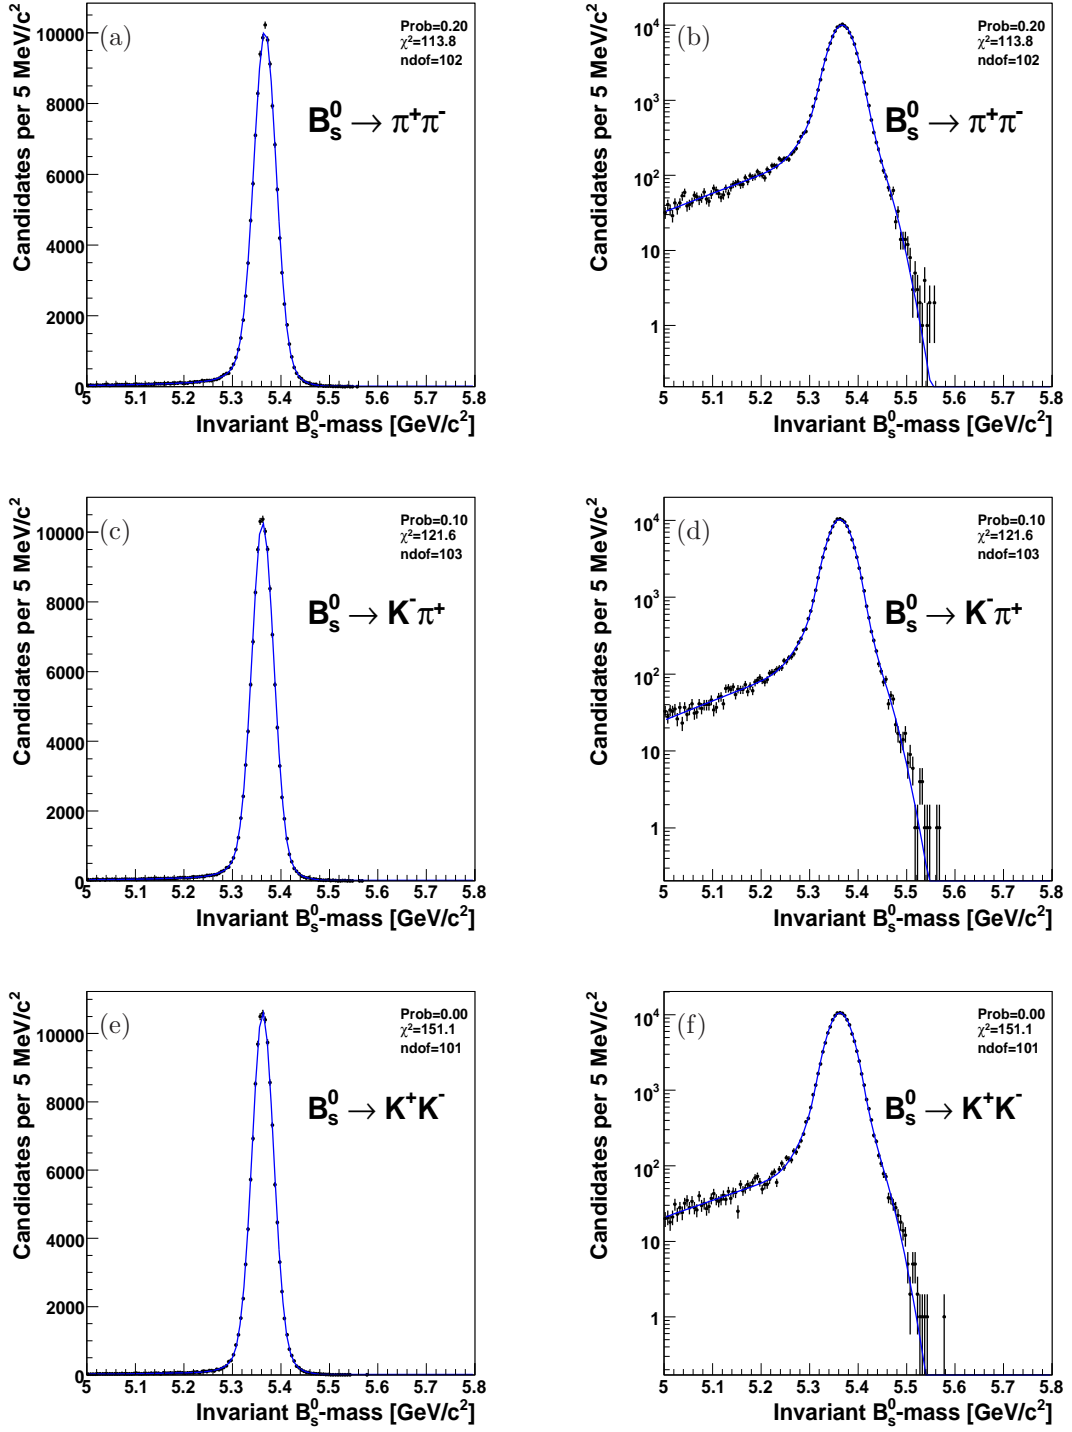 Candidates per 5 MeV/c²
10000
8000
6000
4000
2000
0
(a)
Prob=0.20
χ²=113.8
ndof=102
B⁰ₛ → π⁺π⁻
5 5.1 5.2 5.3 5.4 5.5 5.6 5.7 5.8
Invariant B⁰ₛ-mass [GeV/c²]
Candidates per 5 MeV/c²
10⁴
10³
10²
10
1
(b)
Prob=0.20
χ²=113.8
ndof=102
B⁰ₛ → π⁺π⁻
5 5.1 5.2 5.3 5.4 5.5 5.6 5.7 5.8
Invariant B⁰ₛ-mass [GeV/c²]
Candidates per 5 MeV/c²
10000
8000
6000
4000
2000
0
(c)
Prob=0.10
χ²=121.6
ndof=103
B⁰ₛ → K⁻π⁺
5 5.1 5.2 5.3 5.4 5.5 5.6 5.7 5.8
Invariant B⁰ₛ-mass [GeV/c²]
Candidates per 5 MeV/c²
10⁴
10³
10²
10
1
(d)
Prob=0.10
χ²=121.6
ndof=103
B⁰ₛ → K⁻π⁺
5 5.1 5.2 5.3 5.4 5.5 5.6 5.7 5.8
Invariant B⁰ₛ-mass [GeV/c²]
Candidates per 5 MeV/c²
10000
8000
6000
4000
2000
0
(e)
Prob=0.00
χ²=151.1
ndof=101
B⁰ₛ → K⁺K⁻
5 5.1 5.2 5.3 5.4 5.5 5.6 5.7 5.8
Invariant B⁰ₛ-mass [GeV/c²]
Candidates per 5 MeV/c²
10⁴
10³
10²
10
1
(f)
Prob=0.00
χ²=151.1
ndof=101
B⁰ₛ → K⁺K⁻
5 5.1 5.2 5.3 5.4 5.5 5.6 5.7 5.8
Invariant B⁰ₛ-mass [GeV/c²]